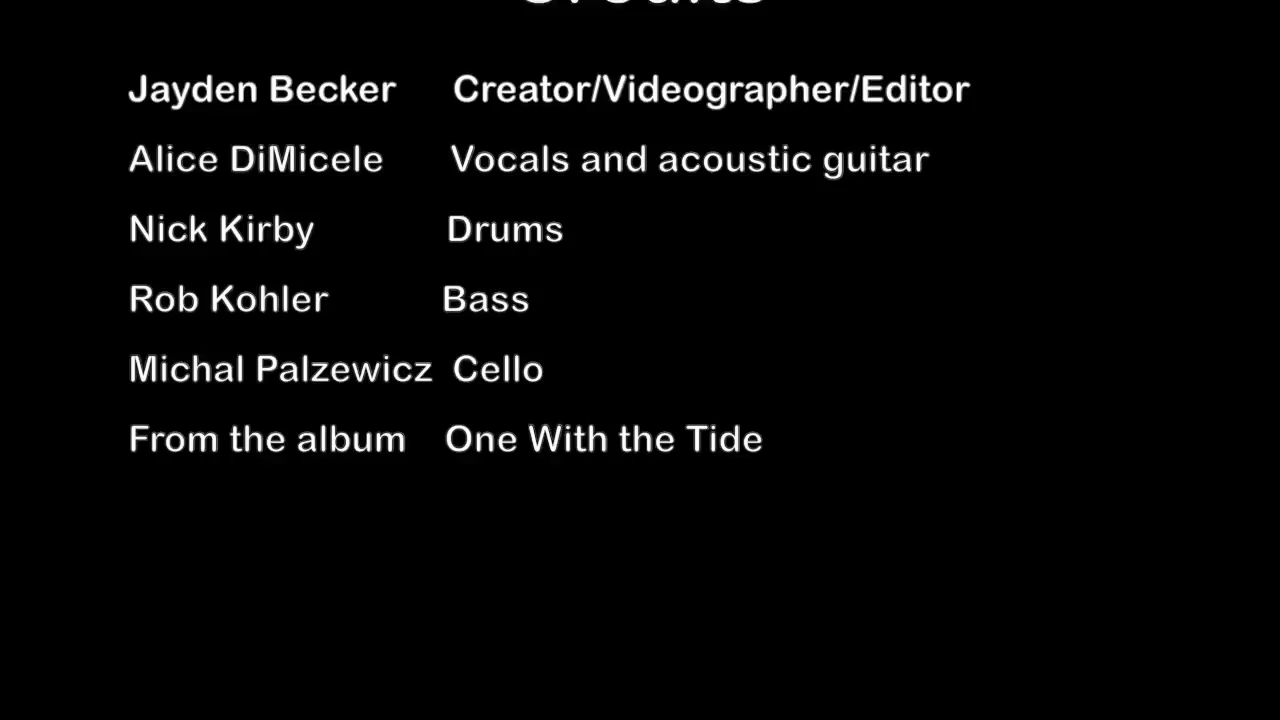 Credits
Jayden Becker Creator/Videographer/Editor
Alice DiMicele Vocals and acoustic guitar
Nick Kirby Drums
Rob Kohler Bass
Michal Palzewicz Cello
From the album One With the Tide